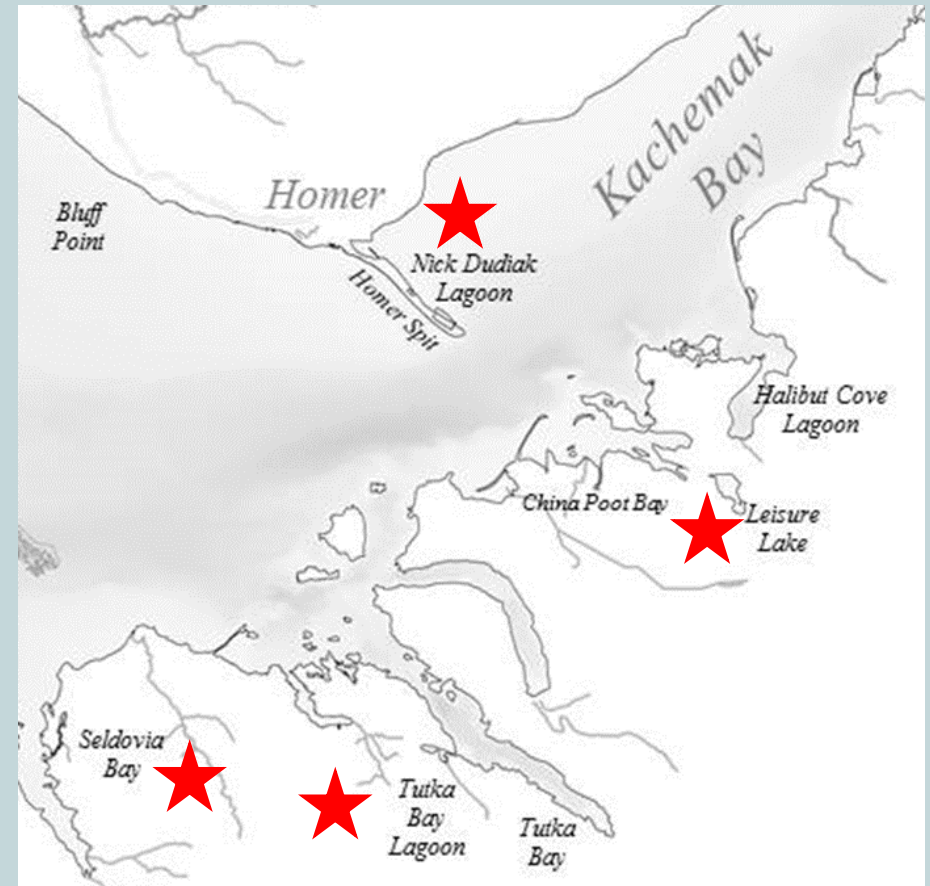 Kachemak
Bay
Homer
Bluff
Point
Nick Dudiak
Lagoon
Homer Spit
Halibut Cove
Lagoon
China Poot Bay
Leisure
Lake
Seldovia
Bay
Tutka
Bay
Lagoon
Tutka
Bay